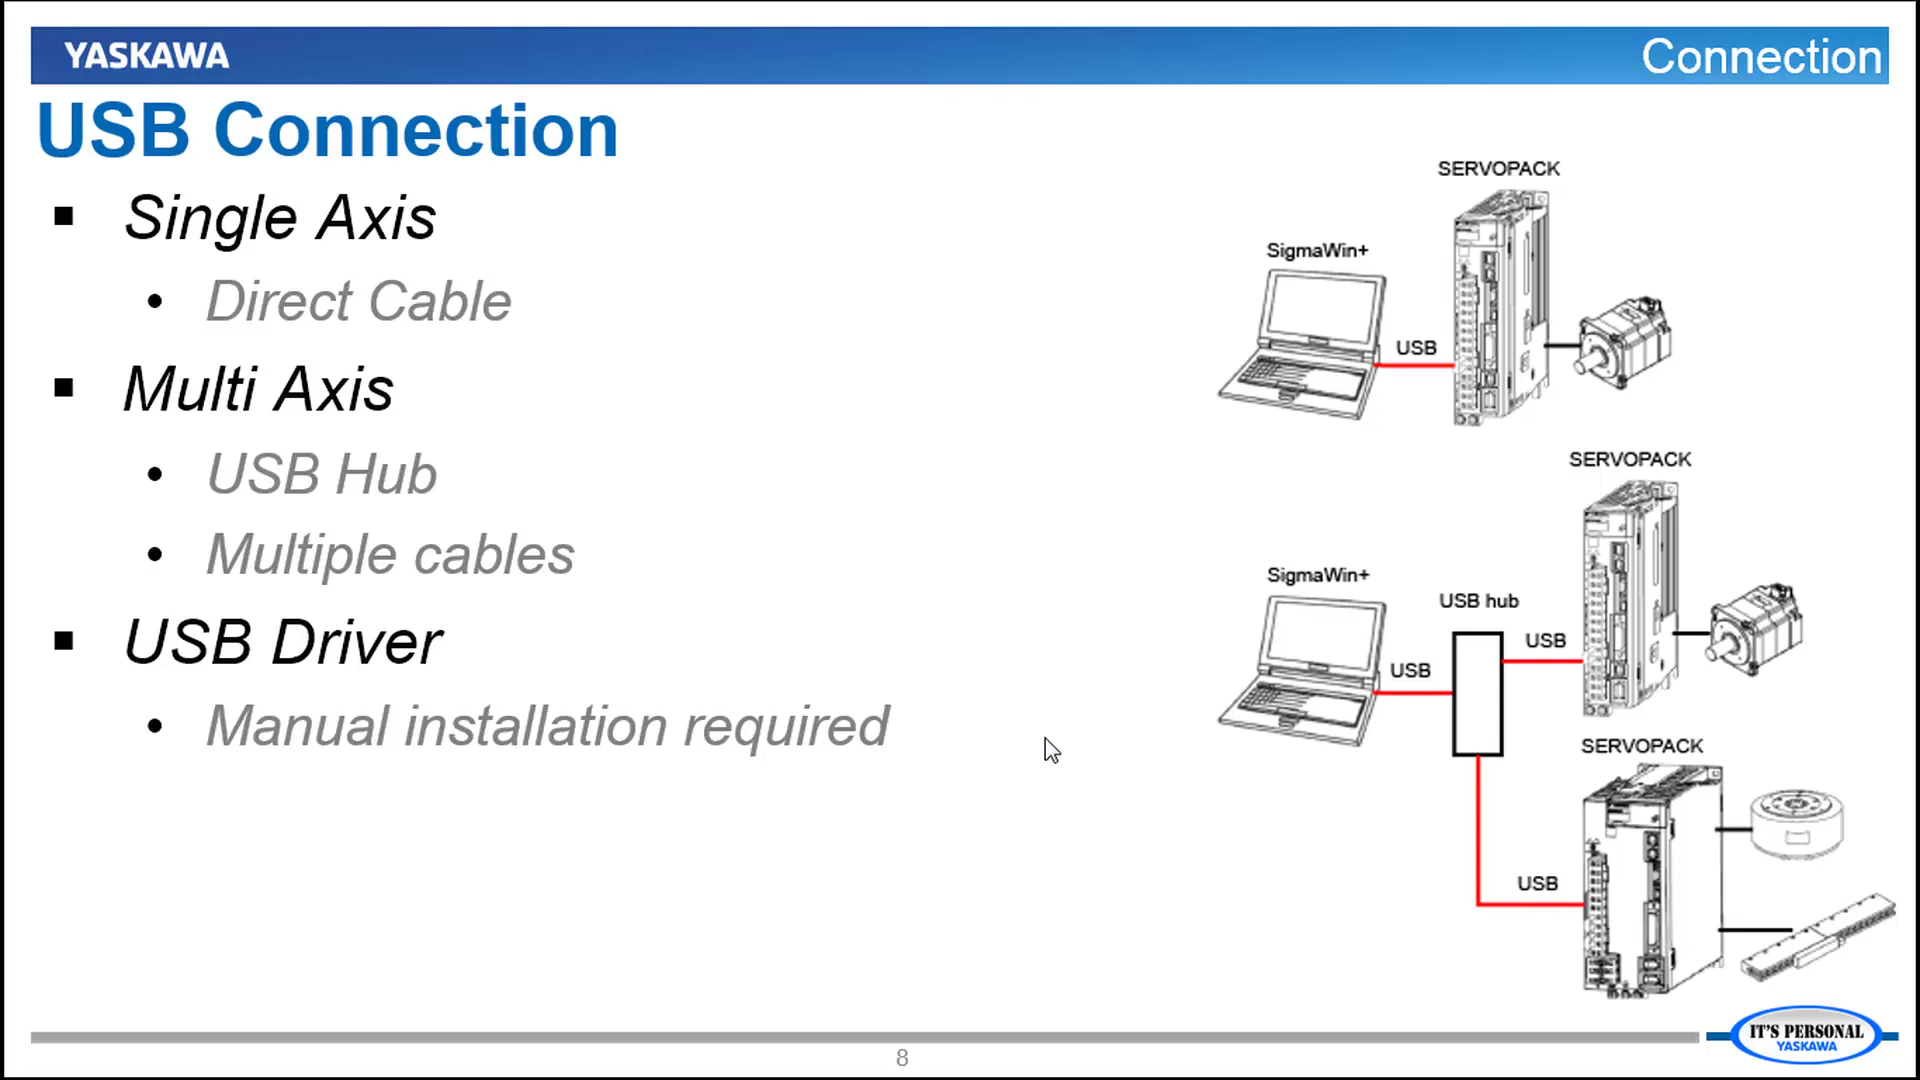 YASKAWA
Connection
USB Connection
Single Axis
Direct Cable
Multi Axis
USB Hub
Multiple cables
USB Driver
Manual installation required
SERVOPACK
SigmaWin+
USB
SERVOPACK
SigmaWin+
USB hub
USB
USB
SERVOPACK
USB
IT'S PERSONAL
YASKAWA
8